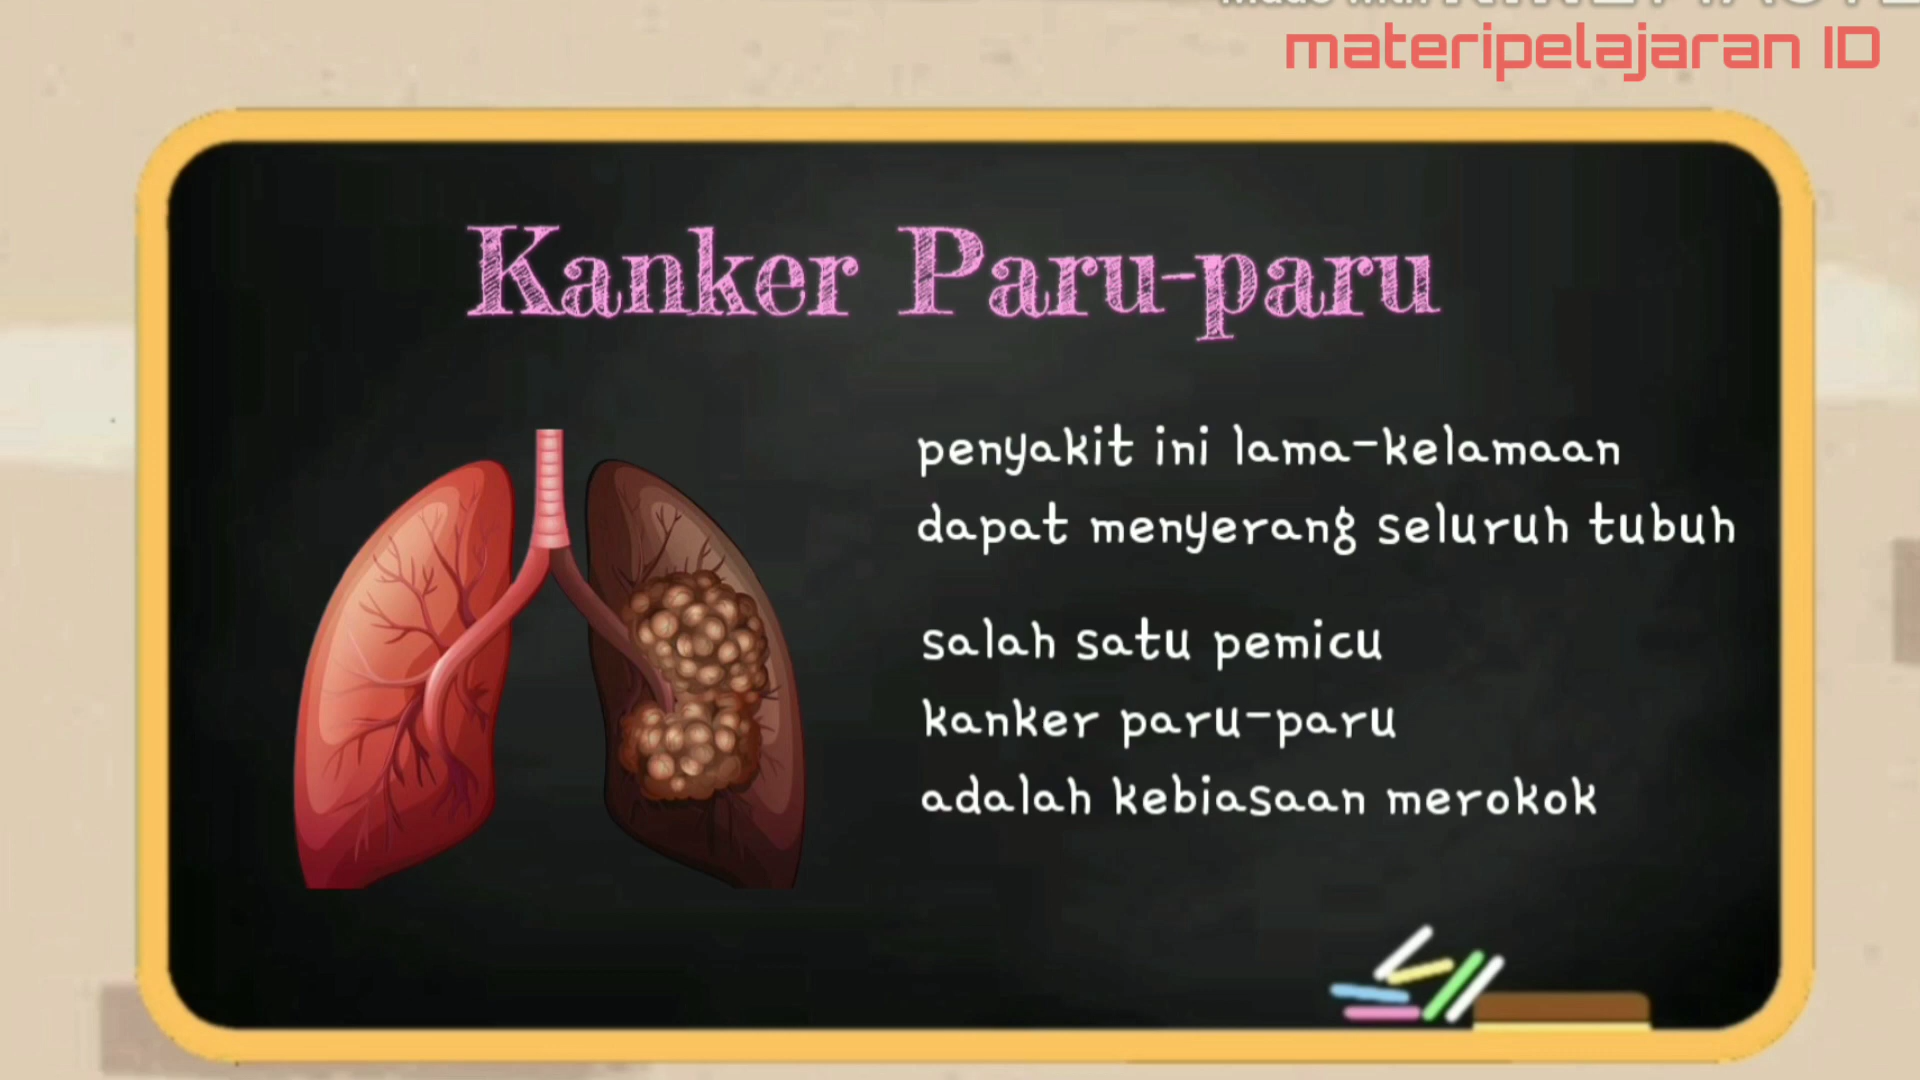 materipelajaran ID
Kanker Paru-paru
penyakit ini lama-kelamaan
dapat menyerang seluruh tubuh
salah satu pemicu
kanker paru-paru
adalah kebiasaan merokok